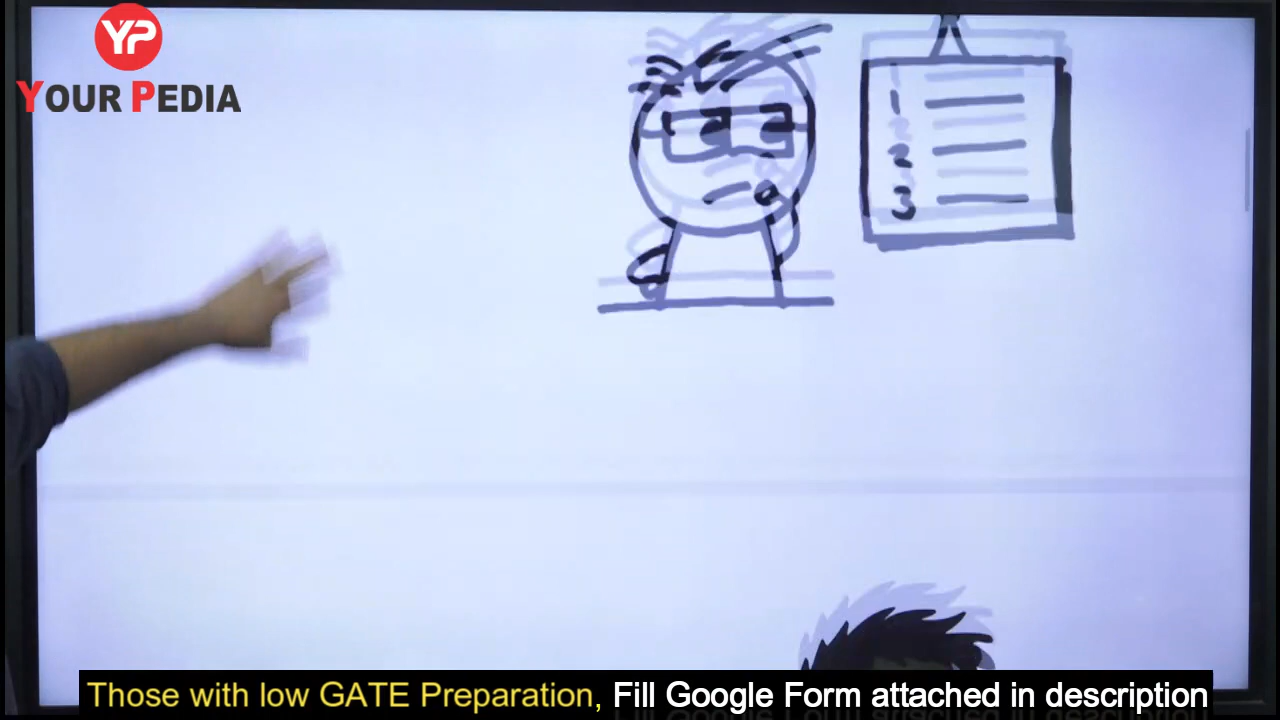 YP
YOUR PEDIA
1
2
3
Those with low GATE Preparation, Fill Google Form attached in description